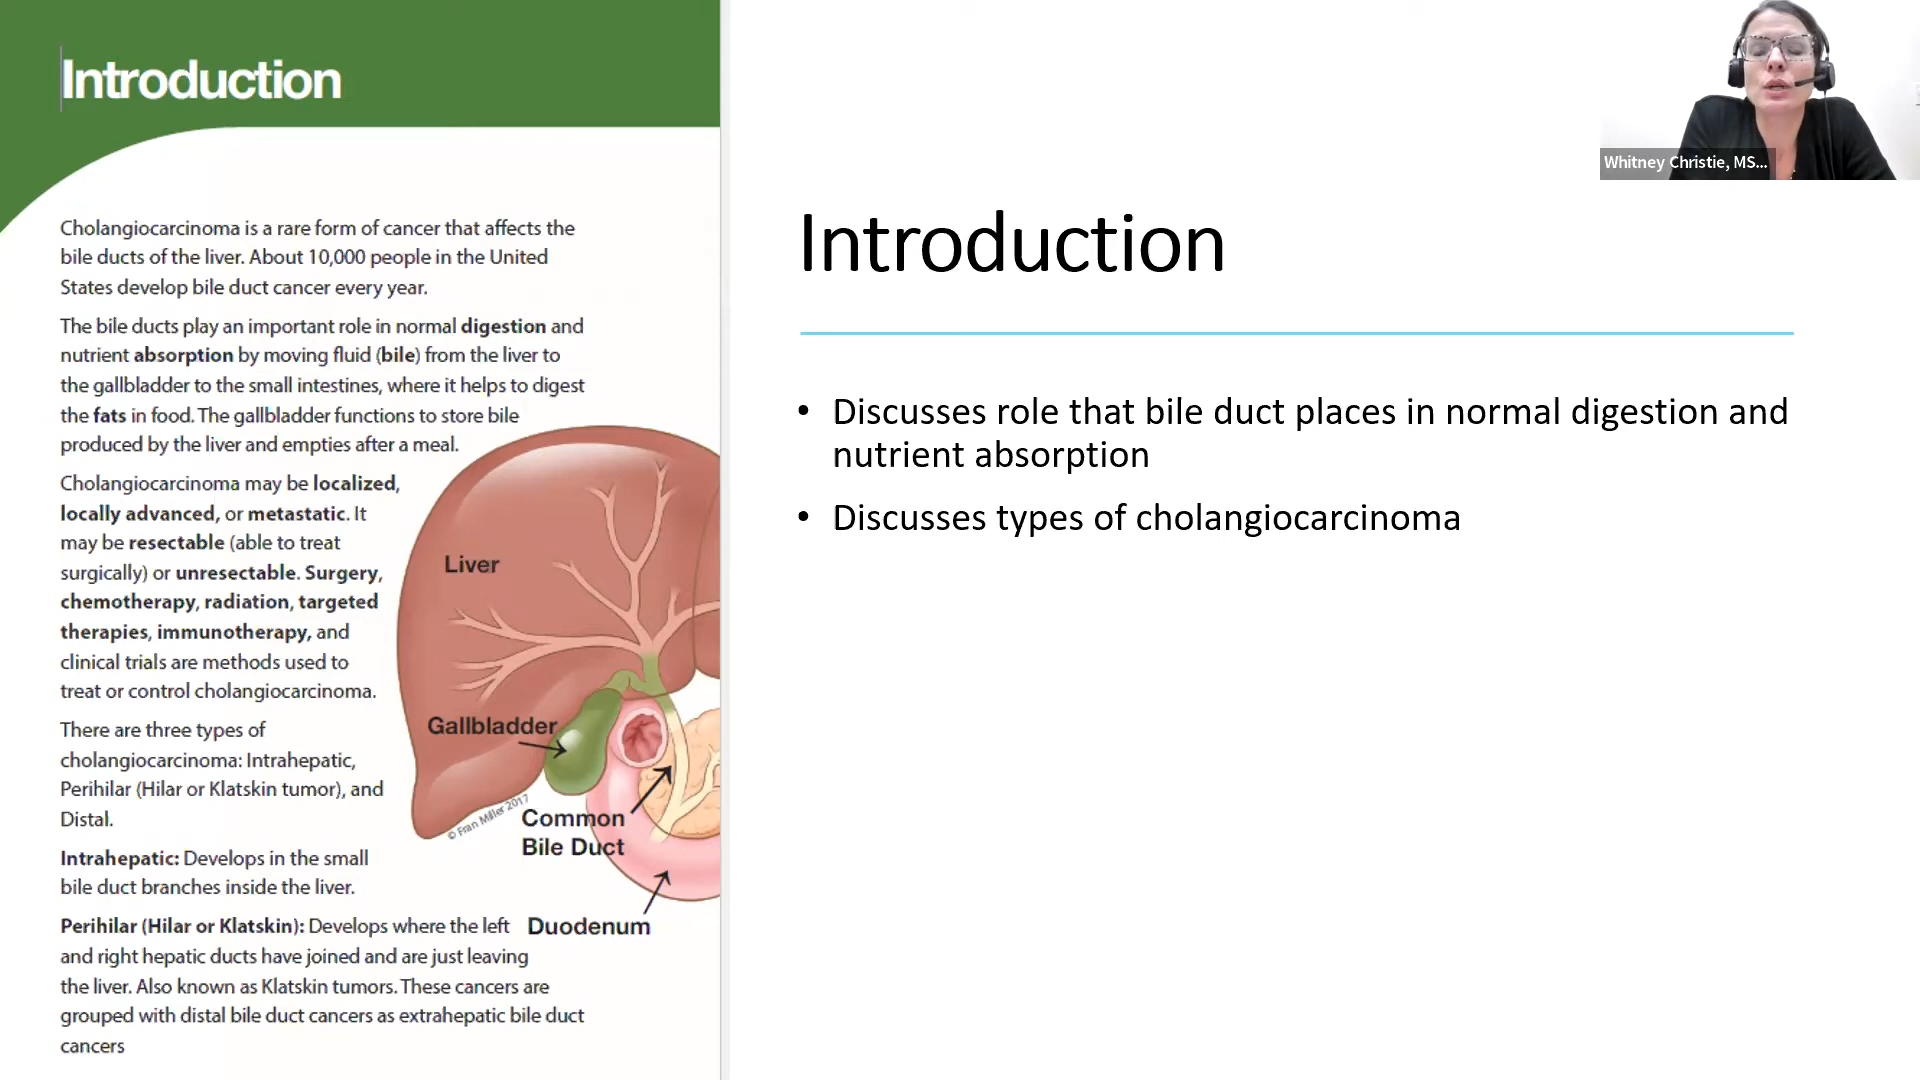 Introduction
Cholangiocarcinoma is a rare form of cancer that affects the
bile ducts of the liver. About 10,000 people in the United
States develop bile duct cancer every year.
The bile ducts play an important role in normal digestion and
nutrient absorption by moving fluid (bile) from the liver to
the gallbladder to the small intestines, where it helps to digest
the fats in food. The gallbladder functions to store bile
produced by the liver and empties after a meal.
Cholangiocarcinoma may be localized,
locally advanced, or metastatic. It
may be resectable (able to treat
surgically) or unresectable. Surgery,
chemotherapy, radiation, targeted
therapies, immunotherapy, and
clinical trials are methods used to
treat or control cholangiocarcinoma.
There are three types of
cholangiocarcinoma: Intrahepatic,
Perihilar (Hilar or Klatskin tumor), and
Distal.
Intrahepatic: Develops in the small
bile duct branches inside the liver.
Perihilar (Hilar or Klatskin): Develops where the left
and right hepatic ducts have joined and are just leaving
the liver. Also known as Klatskin tumors. These cancers are
grouped with distal bile duct cancers as extrahepatic bile duct
cancers
Liver
Gallbladder
© Fran Miller 2017
Common
Bile Duct
Duodenum
Introduction
• Discusses role that bile duct places in normal digestion and
nutrient absorption
• Discusses types of cholangiocarcinoma
Whitney Christie, MS...